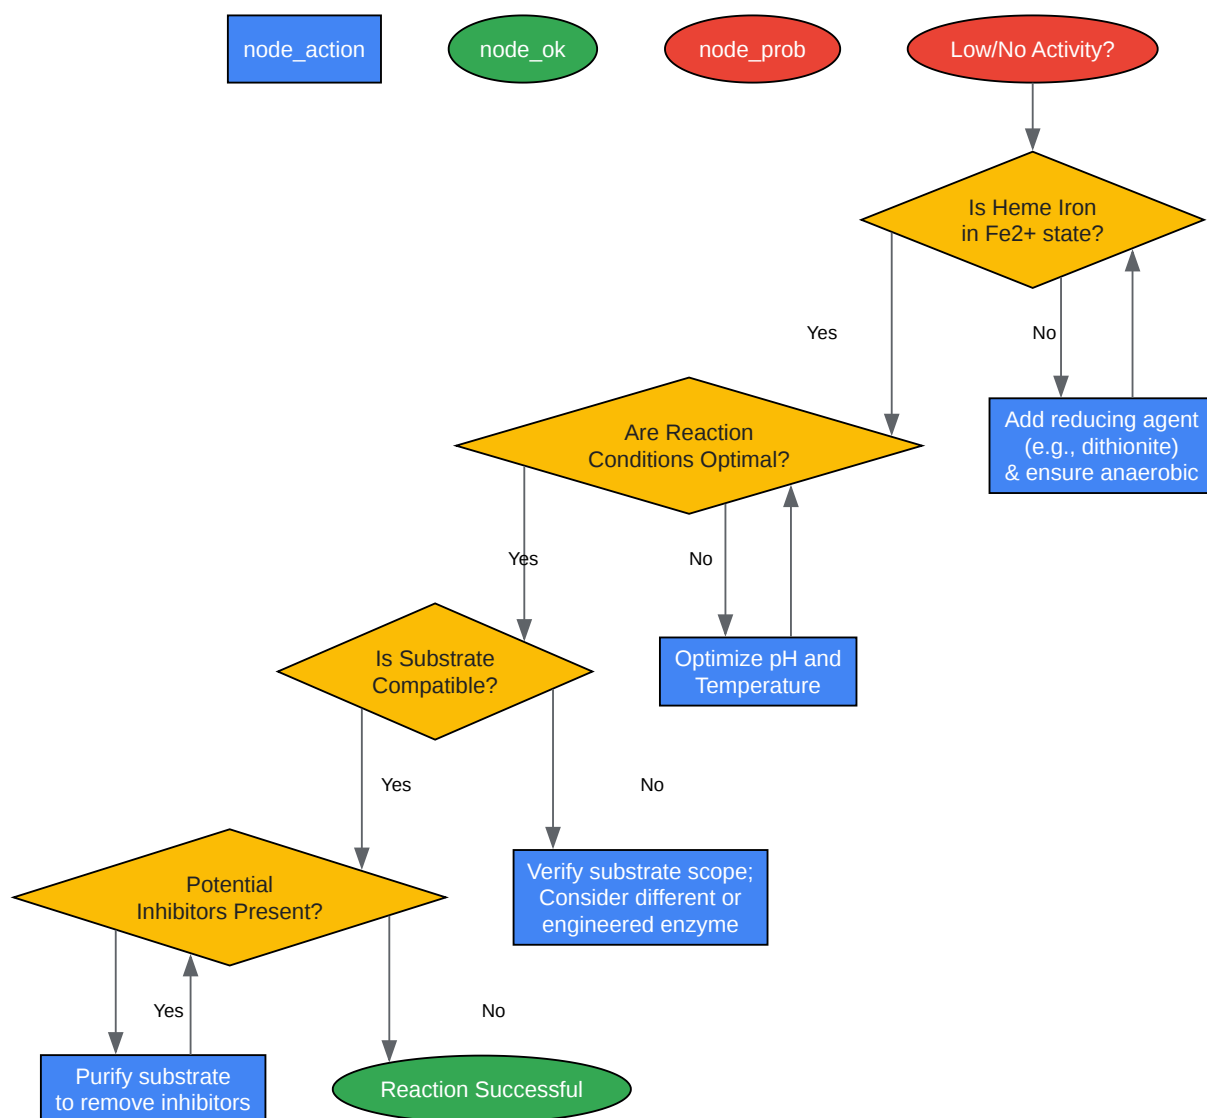 node_action
node_ok
node_prob
Low/No Activity?
Is Heme Iron
in Fe2+ state?
Yes
No
Add reducing agent
(e.g., dithionite)
& ensure anaerobic
Are Reaction
Conditions Optimal?
Yes
No
Optimize pH and
Temperature
Is Substrate
Compatible?
Yes
No
Verify substrate scope;
Consider different or
engineered enzyme
Potential
Inhibitors Present?
Yes
No
Purify substrate
to remove inhibitors
Reaction Successful